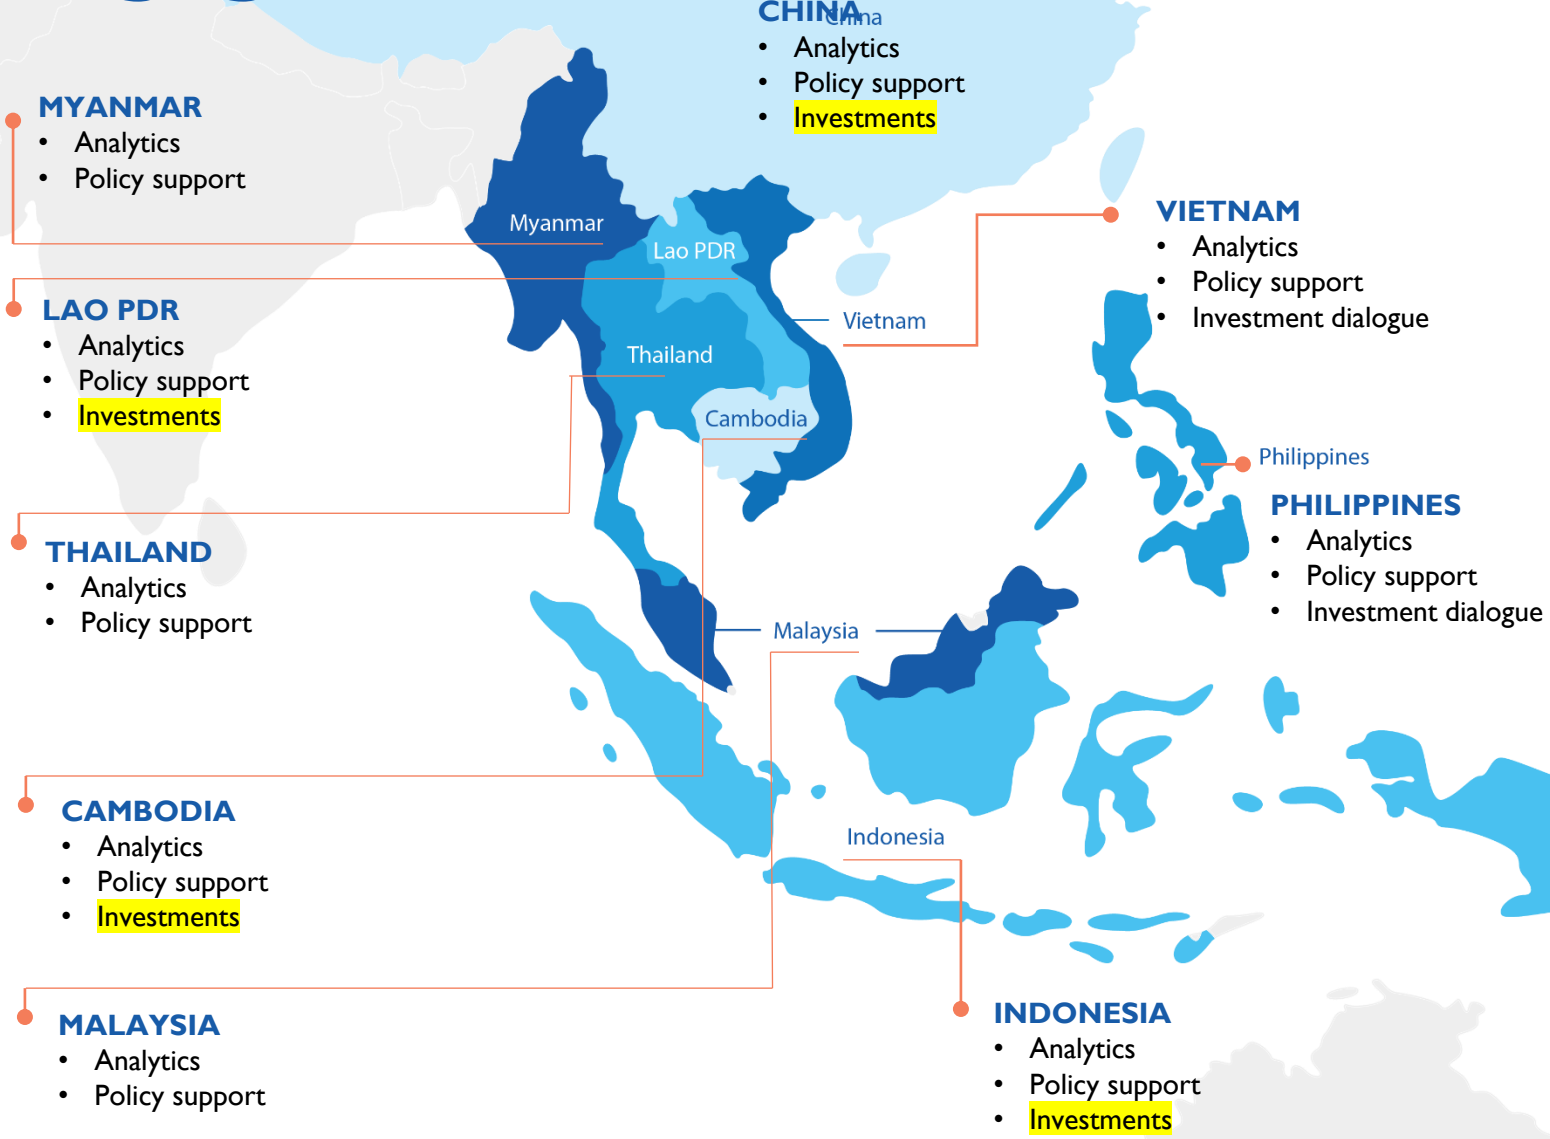 CHINA
China
• Analytics
• Policy support
• Investments
MYANMAR
• Analytics
• Policy support
Myanmar
Lao PDR
VIETNAM
• Analytics
• Policy support
• Investment dialogue
LAO PDR
• Analytics
• Policy support
• Investments
Vietnam
Thailand
Cambodia
Philippines
PHILIPPINES
• Analytics
• Policy support
• Investment dialogue
THAILAND
• Analytics
• Policy support
Malaysia
CAMBODIA
• Analytics
• Policy support
• Investments
Indonesia
MALAYSIA
• Analytics
• Policy support
INDONESIA
• Analytics
• Policy support
• Investments